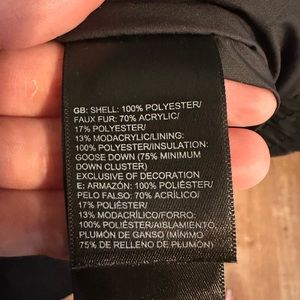 GB: SHELL: 100% POLYESTER/
FAUX FUR: 70% ACRYLIC/
17% POLYESTER/
13% MODACRYLIC/LINING:
100% POLYESTER/INSULATION:
GOOSE DOWN (75% MINIMUM
DOWN CLUSTER)
EXCLUSIVE OF DECORATION
E: ARMAZÓN: 100% POLIÉSTER/
PELO FALSO: 70% ACRÍLICO/
17% POLIÉSTER/
13% MODACRÍLICO/FORRO:
100% POLIÉSTER/AISLAMIENTO:
PLUMÓN DE GANSO (MÍNIMO
75% DE RELLENO DE PLUMÓN)